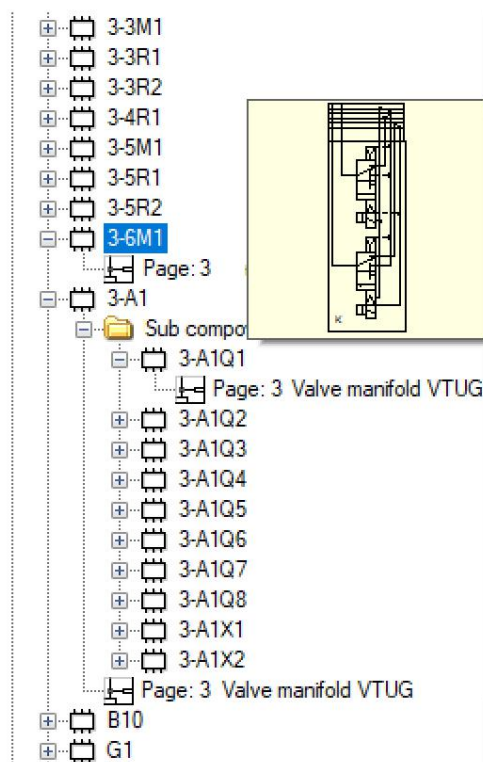 3-3M1
3-3R1
3-3R2
3-4R1
3-5M1
3-5R1
3-5R2
3-6M1
Page: 3
3-A1
Sub compo
3-A1Q1
Page: 3 Valve manifold VTUG
3-A1Q2
3-A1Q3
3-A1Q4
3-A1Q5
3-A1Q6
3-A1Q7
3-A1Q8
3-A1X1
3-A1X2
Page: 3 Valve manifold VTUG
B10
G1
K